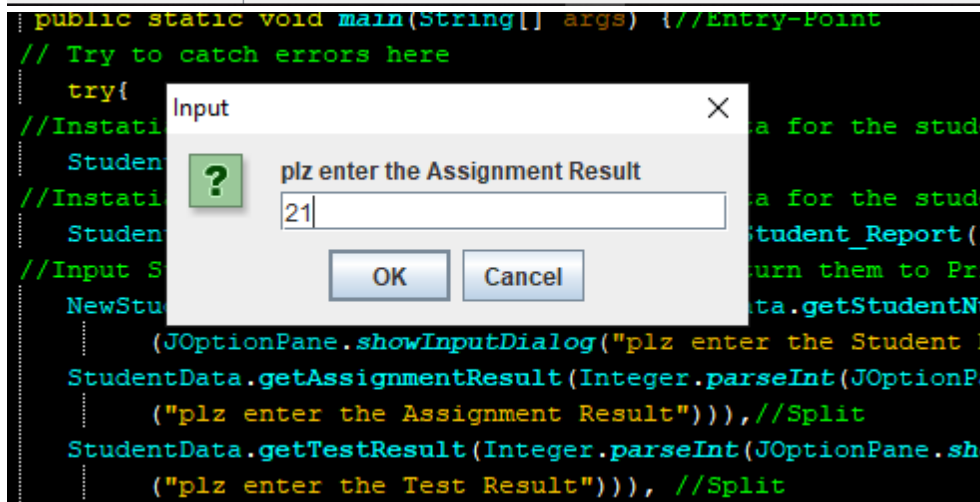 public static void main(String[] args) {//Entry-Point
// Try to catch errors here
try{
Input
//Instati a for the stud
Studen
plz enter the Assignment Result
//Instati a for the stud
21
Studen Student_Report(
//Input S urn them to Pr
OK Cancel
NewStu ta.getStudentN
(JOptionPane.showInputDialog("plz enter the Student
StudentData.getAssignmentResult(Integer.parseInt(JOptionP
("plz enter the Assignment Result"))),//Split
StudentData.getTestResult(Integer.parseInt(JOptionPane.sh
("plz enter the Test Result"))), //Split